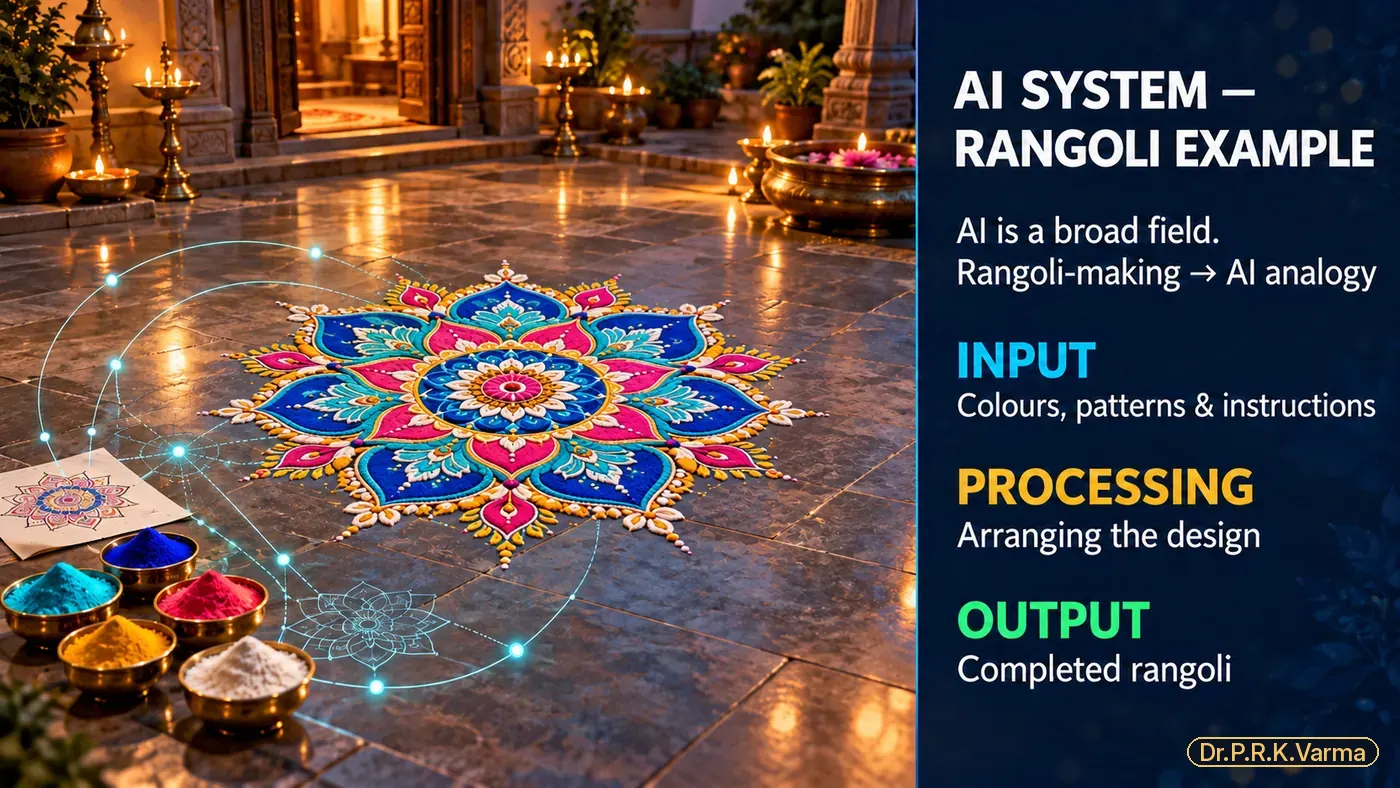 AI SYSTEM –
RANGOLI EXAMPLE
AI is a broad field.
Rangoli-making → AI analogy
INPUT
Colours, patterns & instructions
PROCESSING
Arranging the design
OUTPUT
Completed rangoli
Dr.P.R.K.Varma